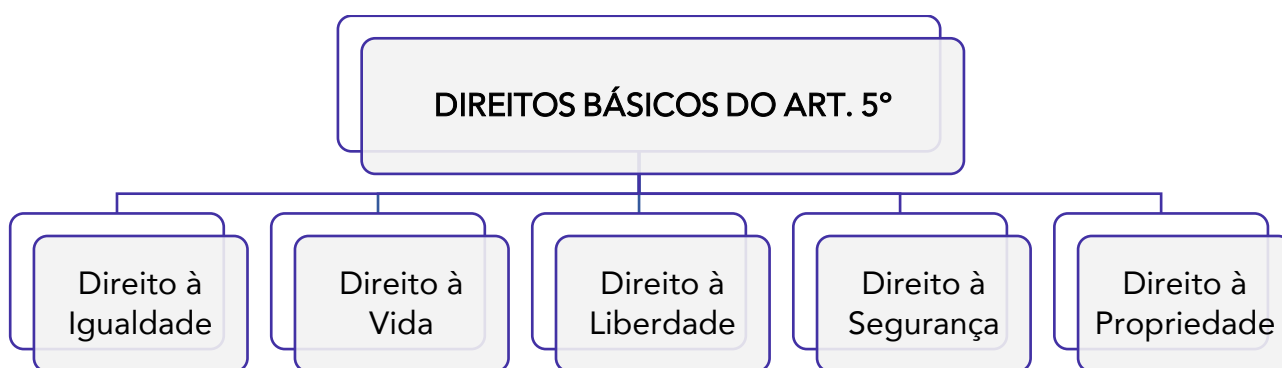 DIREITOS BÁSICOS DO ART. 5º
Direito à
Igualdade
Direito à
Vida
Direito à
Liberdade
Direito à
Segurança
Direito à
Propriedade